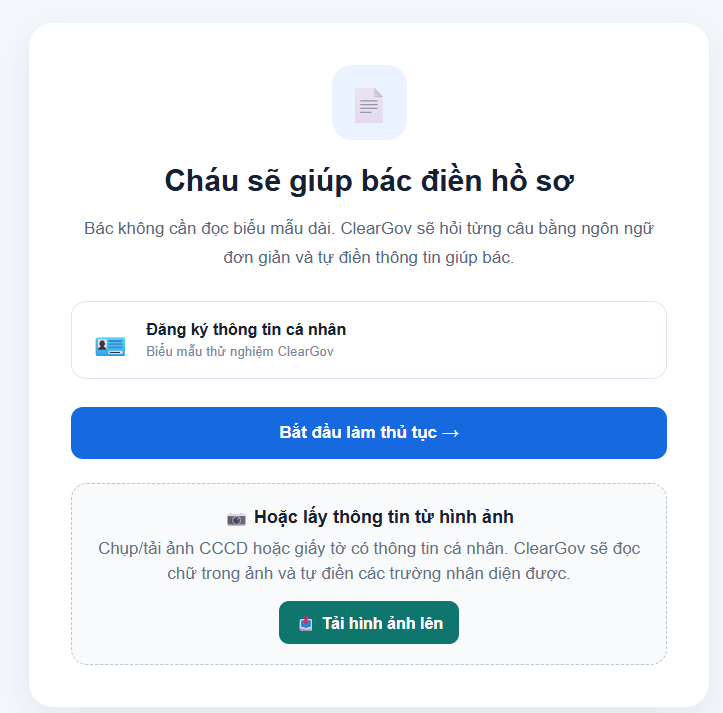 Cháu sẽ giúp bác điền hồ sơ
Bác không cần đọc biểu mẫu dài. ClearGov sẽ hỏi từng câu bằng ngôn ngữ
đơn giản và tự điền thông tin giúp bác.
Đăng ký thông tin cá nhân
Biểu mẫu thử nghiệm ClearGov
Bắt đầu làm thủ tục →
Hoặc lấy thông tin từ hình ảnh
Chụp/tải ảnh CCCD hoặc giấy tờ có thông tin cá nhân. ClearGov sẽ đọc
chữ trong ảnh và tự điền các trường nhận diện được.
Tải hình ảnh lên